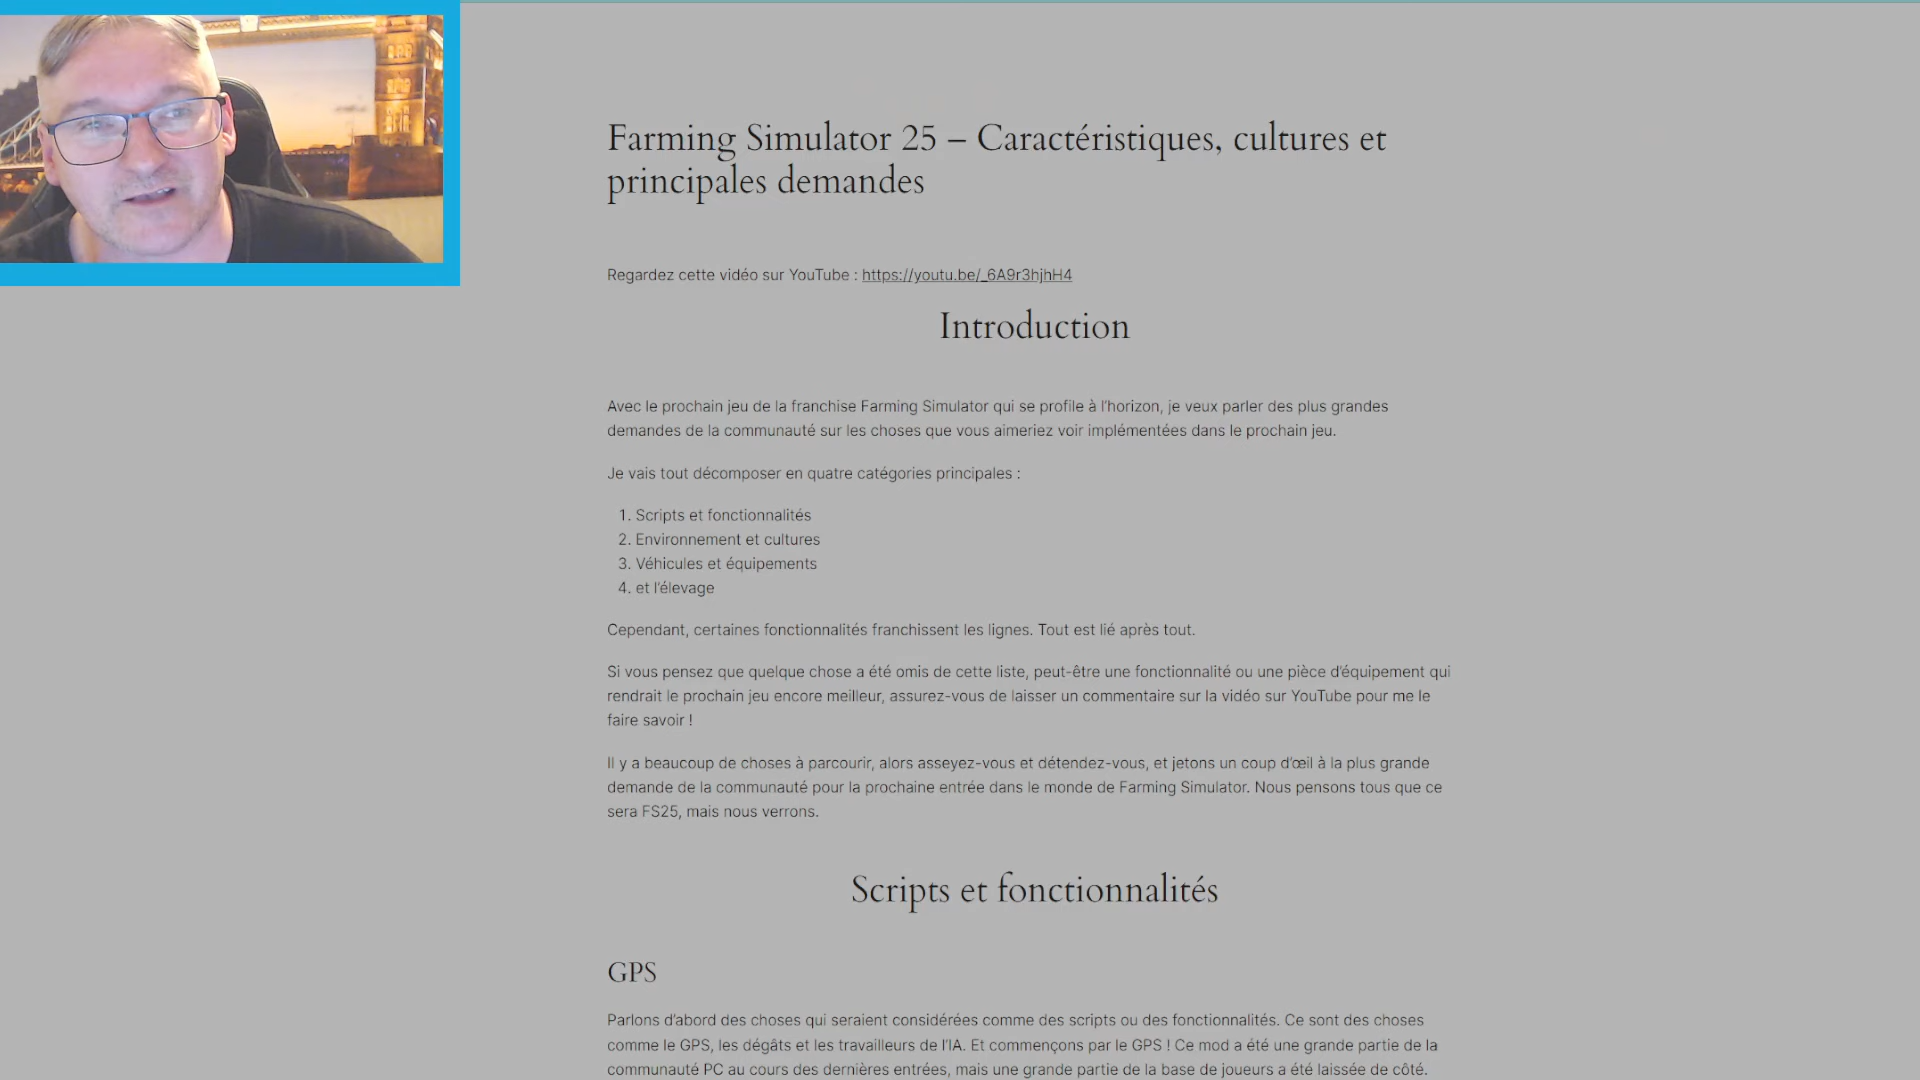 Farming Simulator 25 – Caractéristiques, cultures et
principales demandes
Regardez cette vidéo sur YouTube : https://youtu.be/_6A9r3hjhH4
Introduction
Avec le prochain jeu de la franchise Farming Simulator qui se profile à l’horizon, je veux parler des plus grandes
demandes de la communauté sur les choses que vous aimeriez voir implémentées dans le prochain jeu.
Je vais tout décomposer en quatre catégories principales :
1. Scripts et fonctionnalités
2. Environnement et cultures
3. Véhicules et équipements
4. et l’élevage
Cependant, certaines fonctionnalités franchissent les lignes. Tout est lié après tout.
Si vous pensez que quelque chose a été omis de cette liste, peut-être une fonctionnalité ou une pièce d’équipement qui
rendrait le prochain jeu encore meilleur, assurez-vous de laisser un commentaire sur la vidéo sur YouTube pour me le
faire savoir !
Il y a beaucoup de choses à parcourir, alors asseyez-vous et détendez-vous, et jetons un coup d’œil à la plus grande
demande de la communauté pour la prochaine entrée dans le monde de Farming Simulator. Nous pensons tous que ce
sera FS25, mais nous verrons.
Scripts et fonctionnalités
GPS
Parlons d’abord des choses qui seraient considérées comme des scripts ou des fonctionnalités. Ce sont des choses
comme le GPS, les dégâts et les travailleurs de l’IA. Et commençons par le GPS ! Ce mod a été une grande partie de la
communauté PC au cours des dernières entrées, mais une grande partie de la base de joueurs a été laissée de côté.